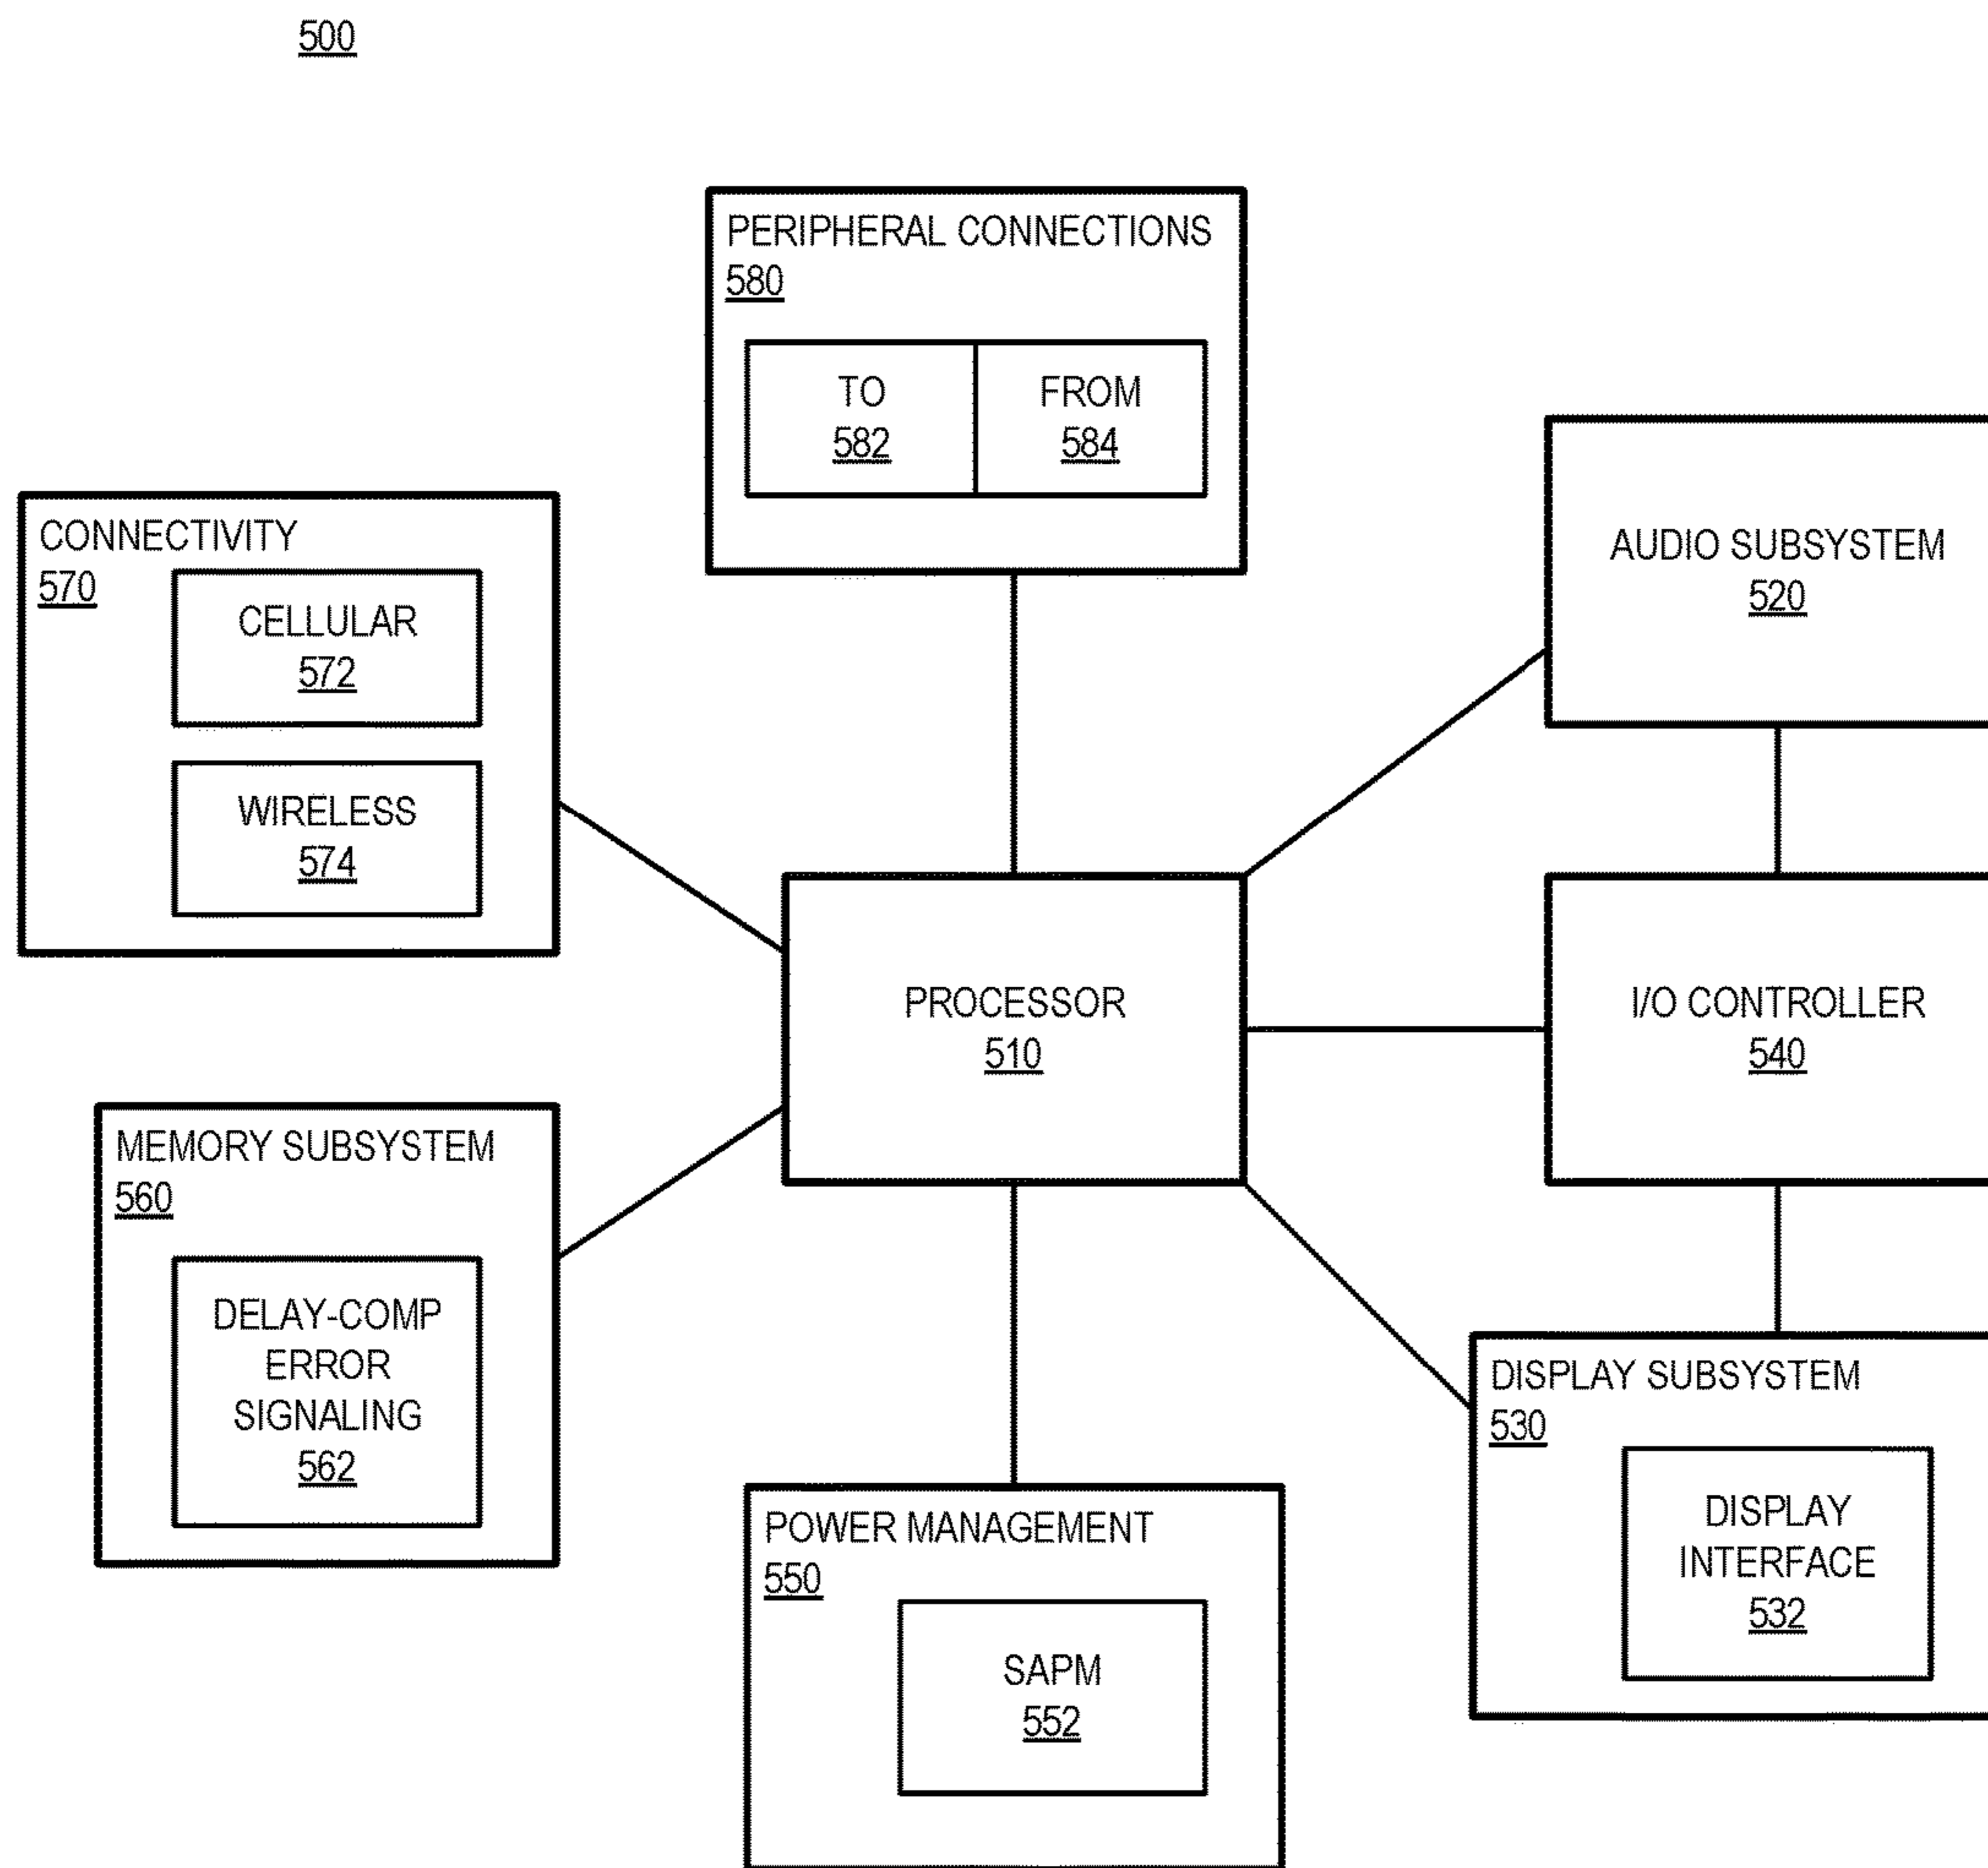 500
PERIPHERAL CONNECTIONS
580
TO
582
FROM
584
AUDIO SUBSYSTEM
520
CONNECTIVITY
570
CELLULAR
572
WIRELESS
574
PROCESSOR
510
I/O CONTROLLER
540
MEMORY SUBSYSTEM
560
DELAY-COMP
ERROR
SIGNALING
562
POWER MANAGEMENT
550
SAPM
552
DISPLAY SUBSYSTEM
530
DISPLAY
INTERFACE
532